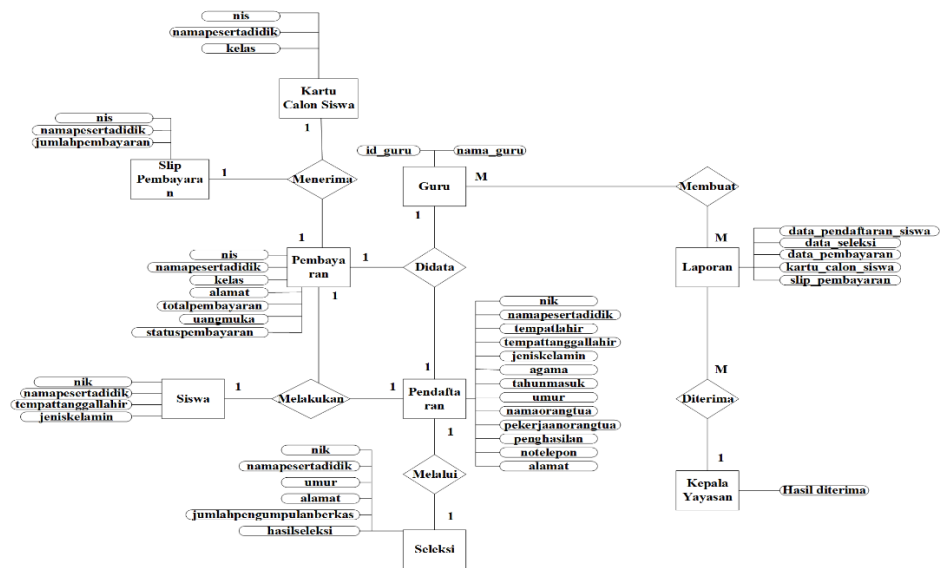 nis
namapesertadidik
kelas
Kartu
Calon Siswa
1
nis
namapesertadidik
jumlahpembayaran
Slip
Pembayara
n
1
Menerima
1
id_guru
nama_guru
Guru
M
1
Membuat
M
nis
namapesertadidik
kelas
alamat
totalpembayaran
uangmuka
statuspembayaran
Pembaya
ran
1
1
Didata
Laporan
data_pendaftaran_siswa
data_seleksi
data_pembayaran
kartu_calon_siswa
slip_pembayaran
M
nik
namapesertadidik
tempattanggallahir
jeniskelamin
Siswa
1
Melakukan
1
1
Pendafta
ran
1
nik
namapesertadidik
tempatlahir
tempattanggallahir
jeniskelamin
agama
tahunmasuk
umur
namaorangtua
pekerjaanorangtua
penghasilan
notelepon
alamat
Diterima
1
Kepala
Yayasan
Hasil diterima
Melalui
1
nik
namapesertadidik
umur
alamat
jumlahpengumpulanberkas
hasilseleksi
Seleksi